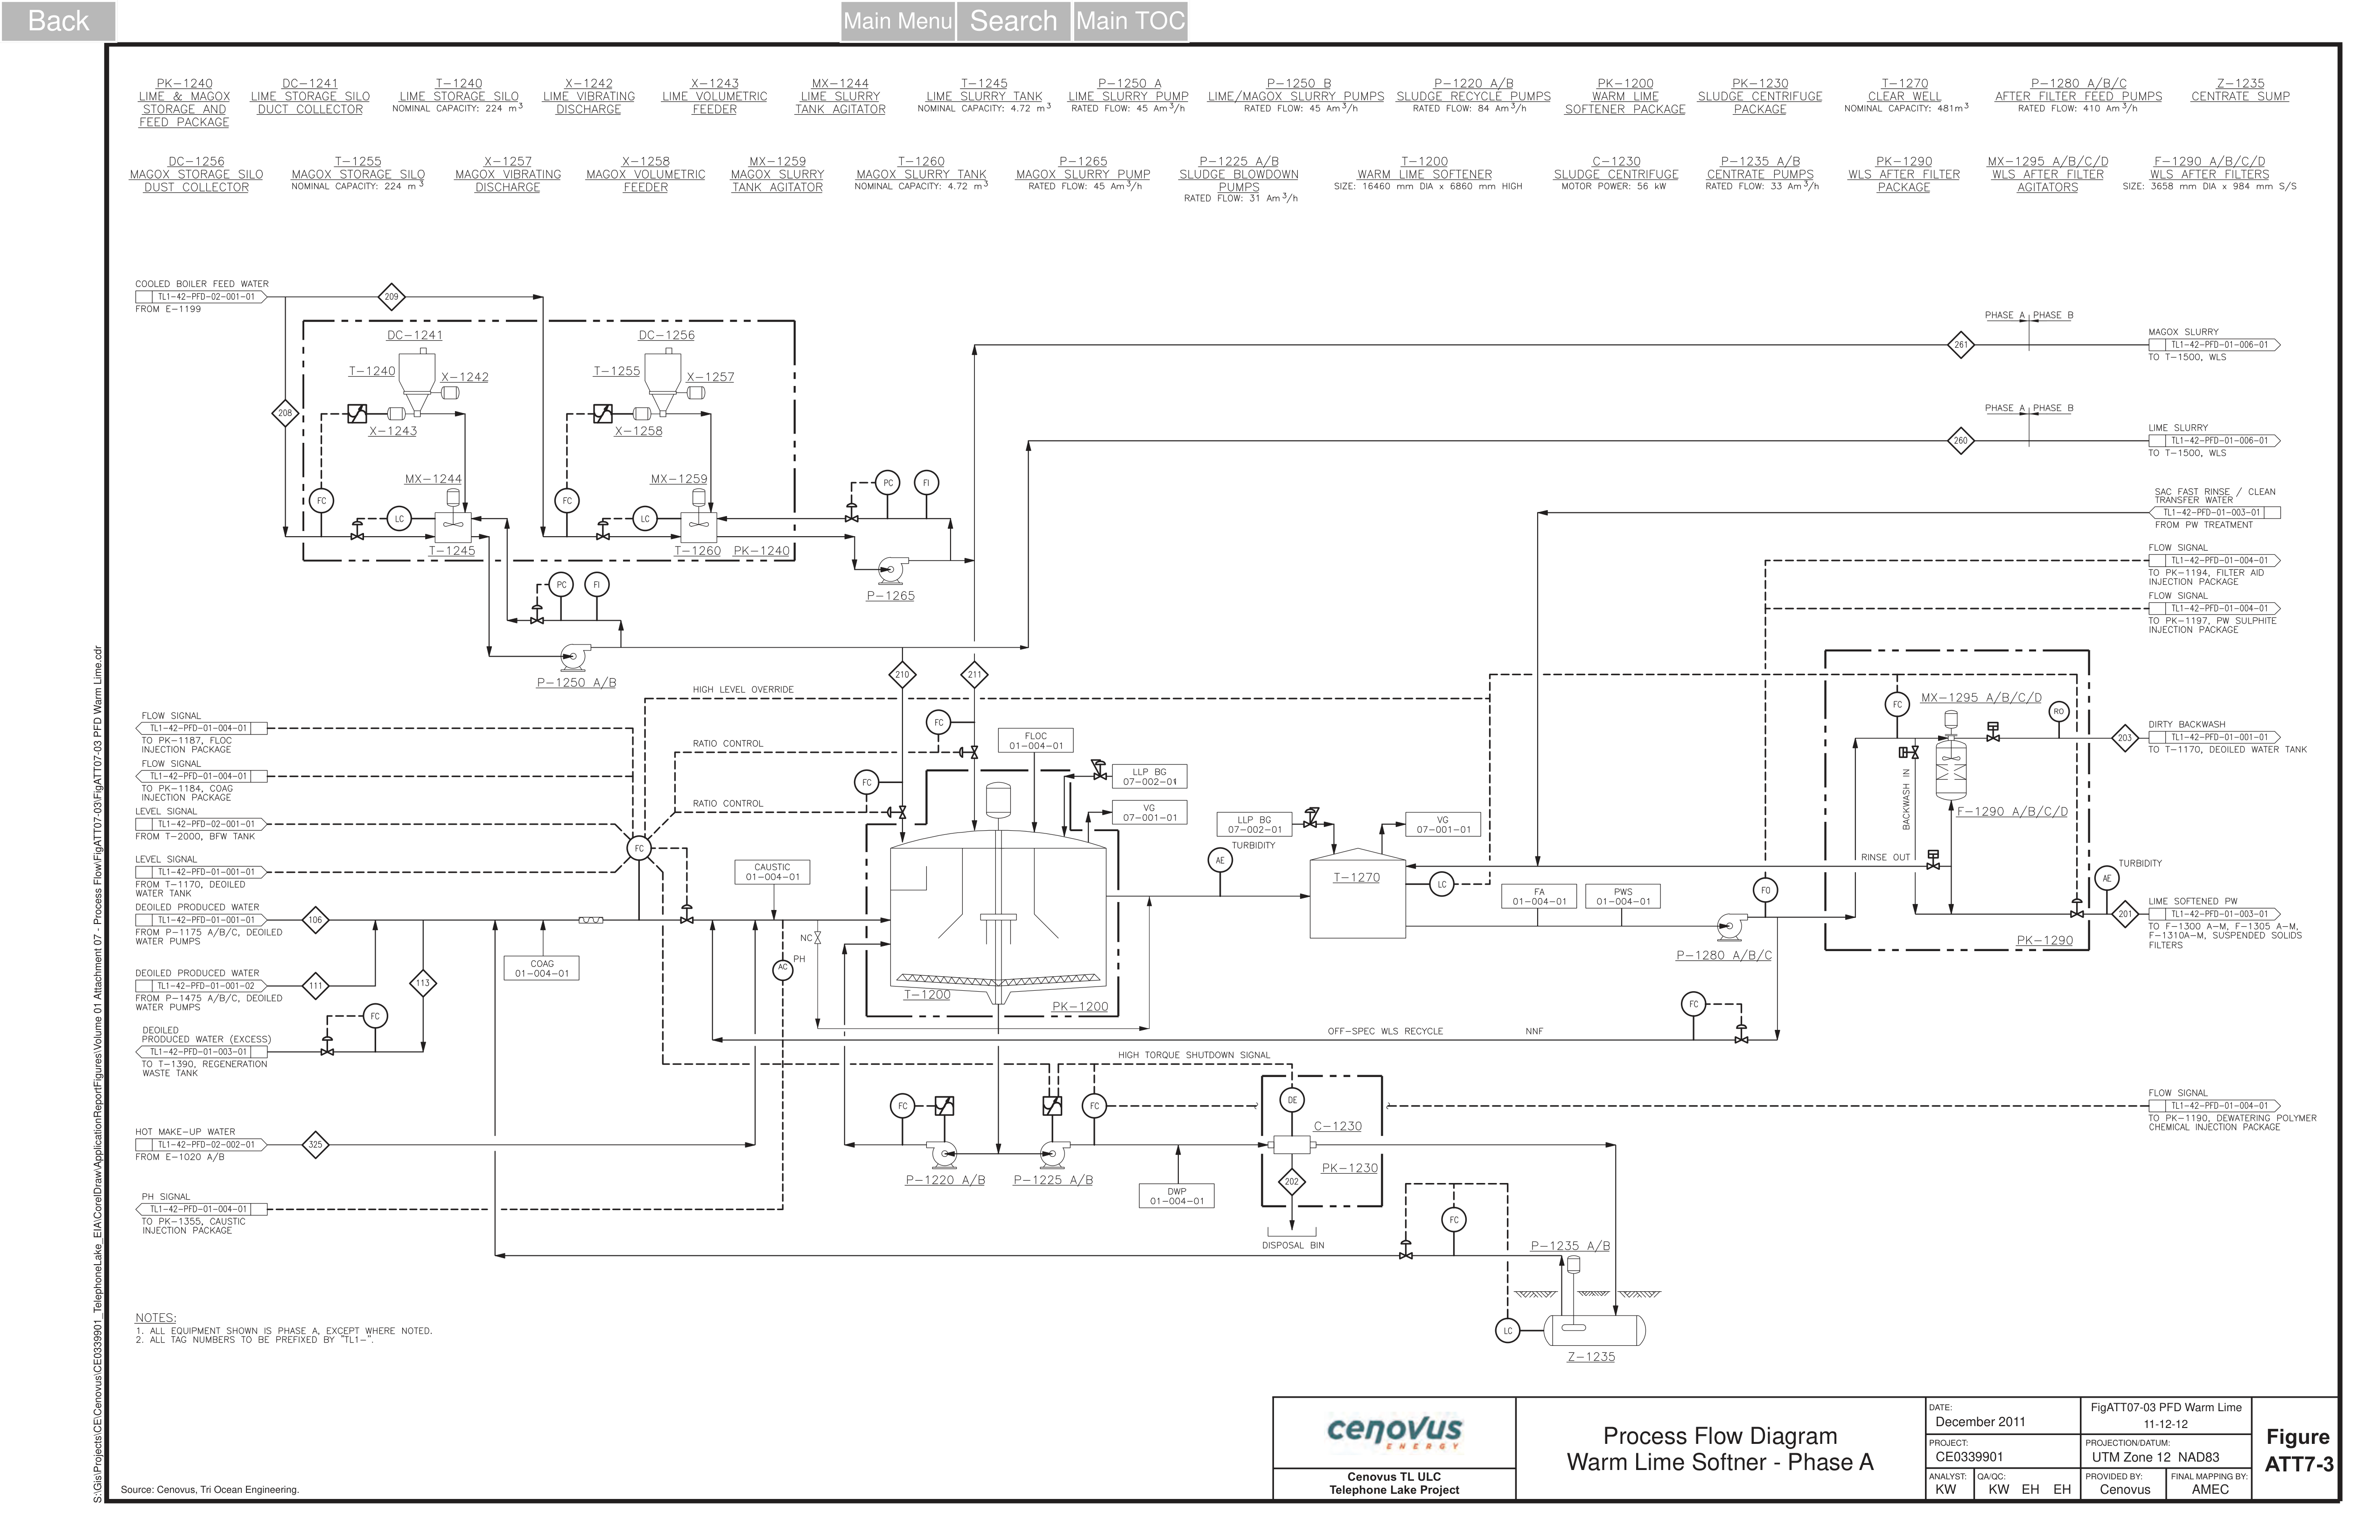 Back
Main Menu
Search
Main TOC
PK-1240
LIME & MAGOX
STORAGE AND
FEED PACKAGE
DC-1241
LIME STORAGE SILO
DUCT COLLECTOR
T-1240
LIME STORAGE SILO
NOMINAL CAPACITY: 224 m³
X-1242
LIME VIBRATING
DISCHARGE
X-1243
LIME VOLUMETRIC
FEEDER
MX-1244
LIME SLURRY
TANK AGITATOR
T-1245
LIME SLURRY TANK
NOMINAL CAPACITY: 4.72 m³
P-1250 A
LIME SLURRY PUMP
RATED FLOW: 45 Am³/h
P-1250 B
LIME/MAGOX SLURRY PUMPS
RATED FLOW: 45 Am³/h
P-1220 A/B
SLUDGE RECYCLE PUMPS
RATED FLOW: 84 Am³/h
PK-1200
WARM LIME
SOFTENER PACKAGE
PK-1230
SLUDGE CENTRIFUGE
PACKAGE
T-1270
CLEAR WELL
NOMINAL CAPACITY: 481m³
P-1280 A/B/C
AFTER FILTER FEED PUMPS
RATED FLOW: 410 Am³/h
Z-1235
CENTRATE SUMP
DC-1256
MAGOX STORAGE SILO
DUST COLLECTOR
T-1255
MAGOX STORAGE SILO
NOMINAL CAPACITY: 224 m³
X-1257
MAGOX VIBRATING
DISCHARGE
X-1258
MAGOX VOLUMETRIC
FEEDER
MX-1259
MAGOX SLURRY
TANK AGITATOR
T-1260
MAGOX SLURRY TANK
NOMINAL CAPACITY: 4.72 m³
P-1265
MAGOX SLURRY PUMP
RATED FLOW: 45 Am³/h
P-1225 A/B
SLUDGE BLOWDOWN
PUMPS
RATED FLOW: 31 Am³/h
T-1200
WARM LIME SOFTENER
SIZE: 16460 mm DIA x 6860 mm HIGH
C-1230
SLUDGE CENTRIFUGE
MOTOR POWER: 56 kW
P-1235 A/B
CENTRATE PUMPS
RATED FLOW: 33 Am³/h
PK-1290
WLS AFTER FILTER
PACKAGE
MX-1295 A/B/C/D
WLS AFTER FILTER
AGITATORS
F-1290 A/B/C/D
WLS AFTER FILTERS
SIZE: 3658 mm DIA x 984 mm S/S
COOLED BOILER FEED WATER
TL1-42-PFD-02-001-01
FROM E-1199
209
208
DC-1241
T-1240
X-1242
X-1243
MX-1244
FC
LC
T-1245
DC-1256
T-1255
X-1257
X-1258
MX-1259
FC
LC
T-1260
PK-1240
PC
FI
P-1265
PC
FI
P-1250 A/B
PHASE A
PHASE B
261
MAGOX SLURRY
TL1-42-PFD-01-006-01
TO T-1500, WLS
PHASE A
PHASE B
260
LIME SLURRY
TL1-42-PFD-01-006-01
TO T-1500, WLS
SAC FAST RINSE / CLEAN
TRANSFER WATER
TL1-42-PFD-01-003-01
FROM PW TREATMENT
FLOW SIGNAL
TL1-42-PFD-01-004-01
TO PK-1194, FILTER AID
INJECTION PACKAGE
FLOW SIGNAL
TL1-42-PFD-01-004-01
TO PK-1197, PW SULPHITE
INJECTION PACKAGE
210
211
HIGH LEVEL OVERRIDE
RATIO CONTROL
RATIO CONTROL
FC
FC
FC
FLOC
01-004-01
LLP BG
07-002-01
VG
07-001-01
FLOW SIGNAL
TL1-42-PFD-01-004-01
TO PK-1187, FLOC
INJECTION PACKAGE
FLOW SIGNAL
TL1-42-PFD-01-004-01
TO PK-1184, COAG
INJECTION PACKAGE
LEVEL SIGNAL
TL1-42-PFD-02-001-01
FROM T-2000, BFW TANK
LEVEL SIGNAL
TL1-42-PFD-01-001-01
FROM T-1170, DEOILED
WATER TANK
DEOILED PRODUCED WATER
TL1-42-PFD-01-001-01
FROM P-1175 A/B/C, DEOILED
WATER PUMPS
106
DEOILED PRODUCED WATER
TL1-42-PFD-01-001-02
FROM P-1475 A/B/C, DEOILED
WATER PUMPS
111
113
FC
DEOILED
PRODUCED WATER (EXCESS)
TL1-42-PFD-01-003-01
TO T-1390, REGENERATION
WASTE TANK
HOT MAKE-UP WATER
TL1-42-PFD-02-002-01
FROM E-1020 A/B
325
PH SIGNAL
TL1-42-PFD-01-004-01
TO PK-1355, CAUSTIC
INJECTION PACKAGE
COAG
01-004-01
CAUSTIC
01-004-01
NC
AC
PH
T-1200
PK-1200
TURBIDITY
AE
LLP BG
07-002-01
VG
07-001-01
T-1270
LC
FA
01-004-01
PWS
01-004-01
FO
P-1280 A/B/C
FC
OFF-SPEC WLS RECYCLE
NNF
FC
MX-1295 A/B/C/D
RO
BACKWASH IN
F-1290 A/B/C/D
RINSE OUT
PK-1290
203
DIRTY BACKWASH
TL1-42-PFD-01-001-01
TO T-1170, DEOILED WATER TANK
TURBIDITY
AE
201
LIME SOFTENED PW
TL1-42-PFD-01-003-01
TO F-1300 A-M, F-1305 A-M,
F-1310A-M, SUSPENDED SOLIDS
FILTERS
HIGH TORQUE SHUTDOWN SIGNAL
FC
P-1220 A/B
P-1225 A/B
FC
DE
C-1230
PK-1230
202
DWP
01-004-01
DISPOSAL BIN
FLOW SIGNAL
TL1-42-PFD-01-004-01
TO PK-1190, DEWATERING POLYMER
CHEMICAL INJECTION PACKAGE
FC
P-1235 A/B
LC
Z-1235
NOTES:
1. ALL EQUIPMENT SHOWN IS PHASE A, EXCEPT WHERE NOTED.
2. ALL TAG NUMBERS TO BE PREFIXED BY "TL1-".
S:\Gis\Projects\CE\Cenovus\CE0339901_TelephoneLake_EIA\CorelDraw\ApplicationReportFigures\Volume 01 Attachment 07 - Process Flow\FigATT07-03\FigATT07-03 PFD Warm Lime.cdr
Source: Cenovus, Tri Ocean Engineering.
cenovus
ENERGY
Cenovus TL ULC
Telephone Lake Project
Process Flow Diagram
Warm Lime Softner - Phase A
DATE:
December 2011
FigATT07-03 PFD Warm Lime
11-12-12
PROJECT:
CE0339901
PROJECTION/DATUM:
UTM Zone 12 NAD83
ANALYST:
KW
QA/QC:
KW EH EH
PROVIDED BY:
Cenovus
FINAL MAPPING BY:
AMEC
Figure
ATT7-3